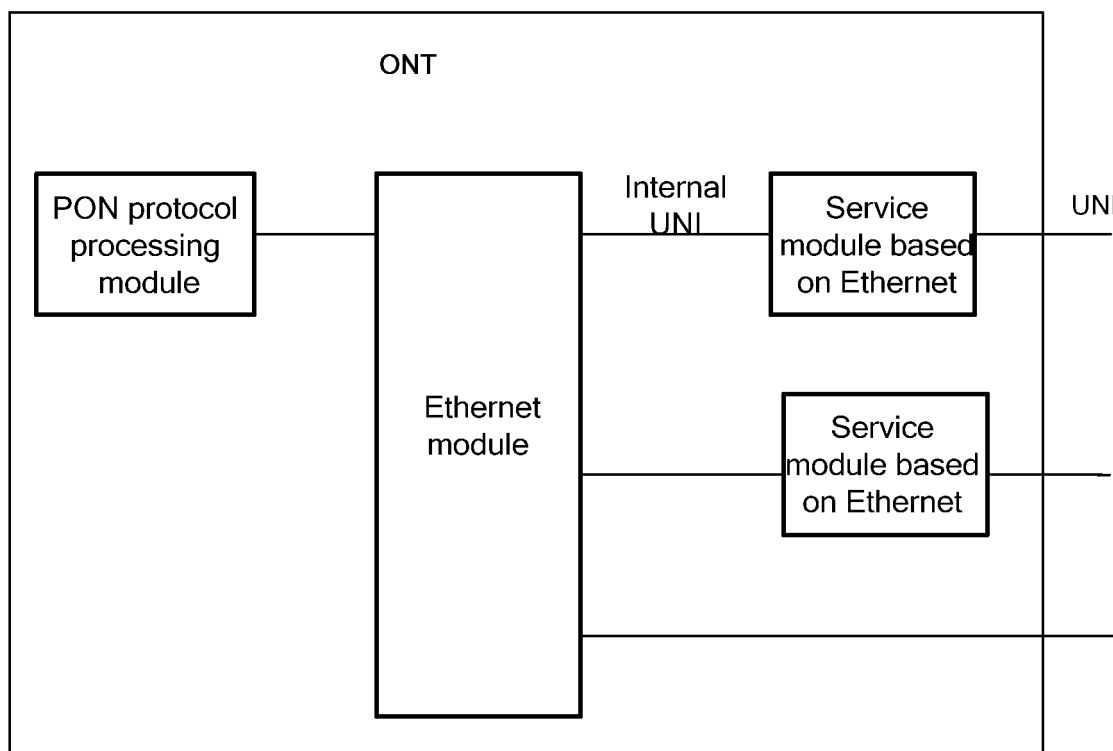 ONT
PON protocol
processing
module
Internal
UNI
Service
module based
on Ethernet
UNI
Ethernet
module
Service
module based
on Ethernet